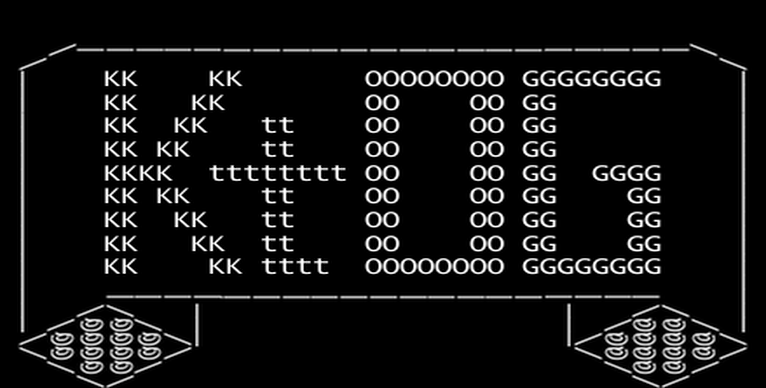 KK    KK       OOOOOOOO GGGGGGGG
KK   KK        OO    OO GG
KK  KK   tt    OO    OO GG
KK KK    tt    OO    OO GG
KKKK  tttttttt OO    OO GG  GGGG
KK KK    tt    OO    OO GG    GG
KK  KK   tt    OO    OO GG    GG
KK   KK  tt    OO    OO GG    GG
KK    KK tttt  OOOOOOOO GGGGGGGG